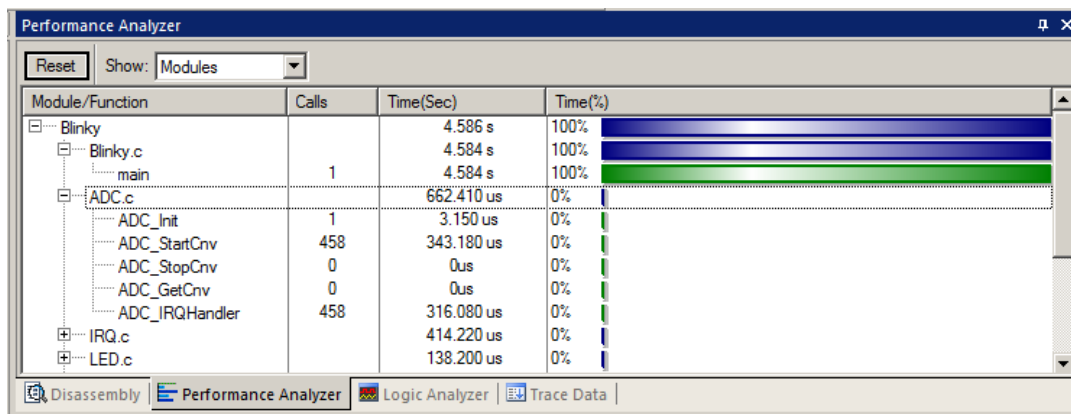 Performance Analyzer
Reset Show: Modules
Module/Function Calls Time(Sec) Time(%)
Blinky 4.586 s 100%
Blinky.c 4.584 s 100%
main 1 4.584 s 100%
ADC.c 662.410 us 0%
ADC_Init 1 3.150 us 0%
ADC_StartCnv 458 343.180 us 0%
ADC_StopCnv 0 0us 0%
ADC_GetCnv 0 0us 0%
ADC_IRQHandler 458 316.080 us 0%
IRQ.c 414.220 us 0%
LED.c 138.200 us 0%
Disassembly Performance Analyzer Logic Analyzer Trace Data